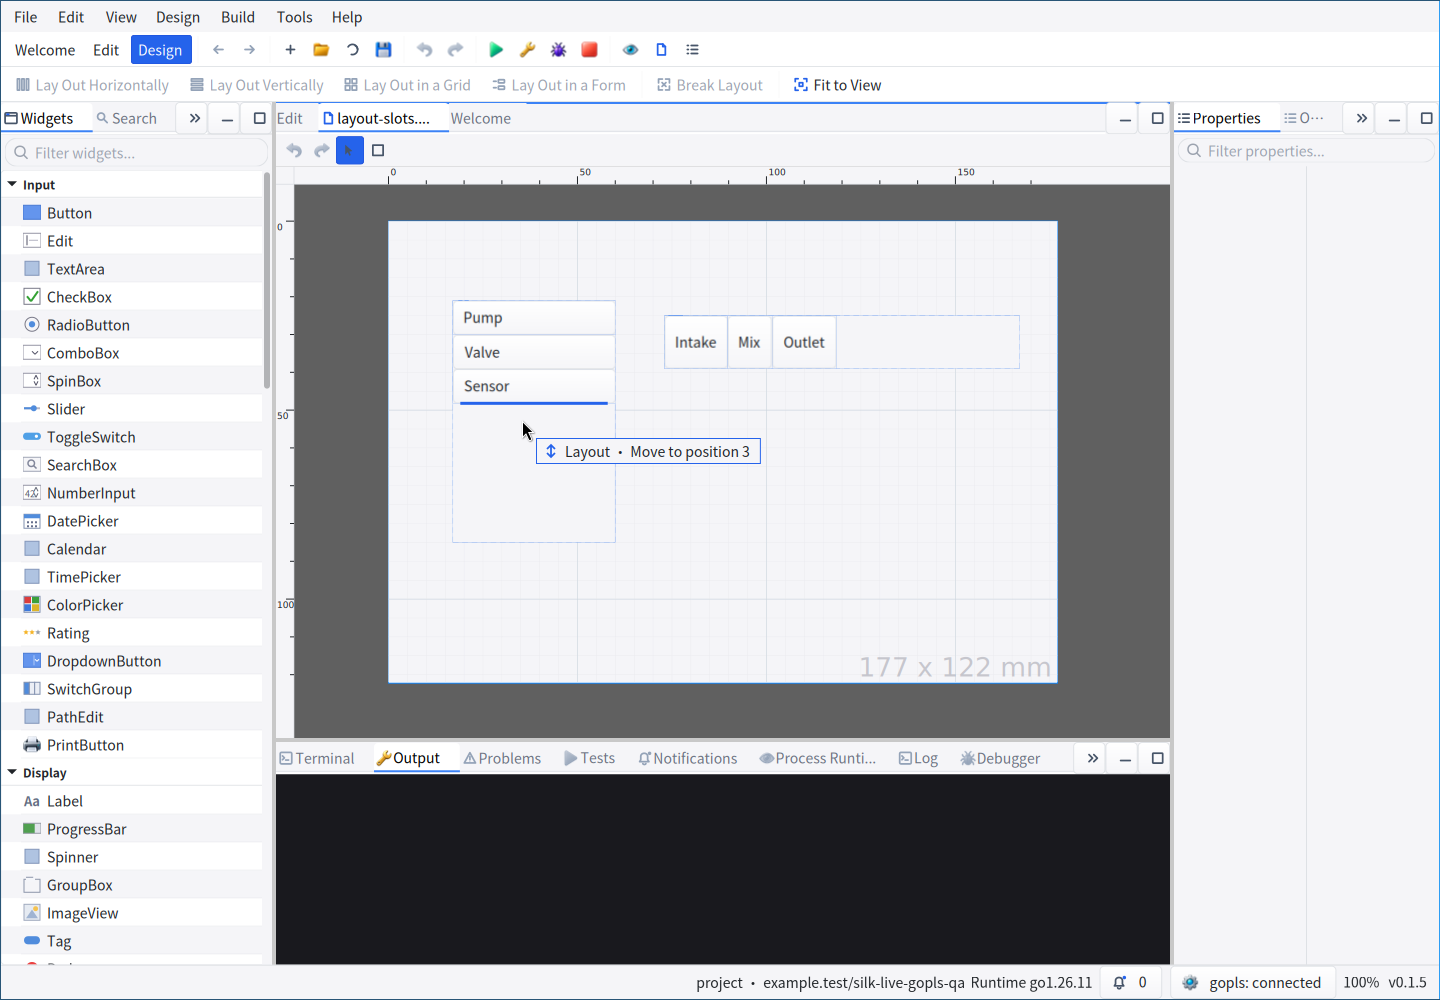 File Edit View Design Build Tools Help
Welcome Edit Design
Lay Out Horizontally Lay Out Vertically Lay Out in a Grid Lay Out in a Form Break Layout Fit to View
Widgets Search
Edit layout-slots.... Welcome
Properties O···
Filter widgets...
Filter properties...
0 50 100 150
0
50
100
Input
Button
Edit
TextArea
CheckBox
RadioButton
ComboBox
SpinBox
Slider
ToggleSwitch
SearchBox
NumberInput
DatePicker
Calendar
TimePicker
ColorPicker
Rating
DropdownButton
SwitchGroup
PathEdit
PrintButton
Display
Aa Label
ProgressBar
Spinner
GroupBox
ImageView
Tag
Pump
Valve
Sensor
Intake Mix Outlet
Layout • Move to position 3
177 x 122 mm
Terminal Output Problems Tests Notifications Process Runti... Log Debugger
project • example.test/silk-live-gopls-qa Runtime go1.26.11 0 gopls: connected 100% v0.1.5